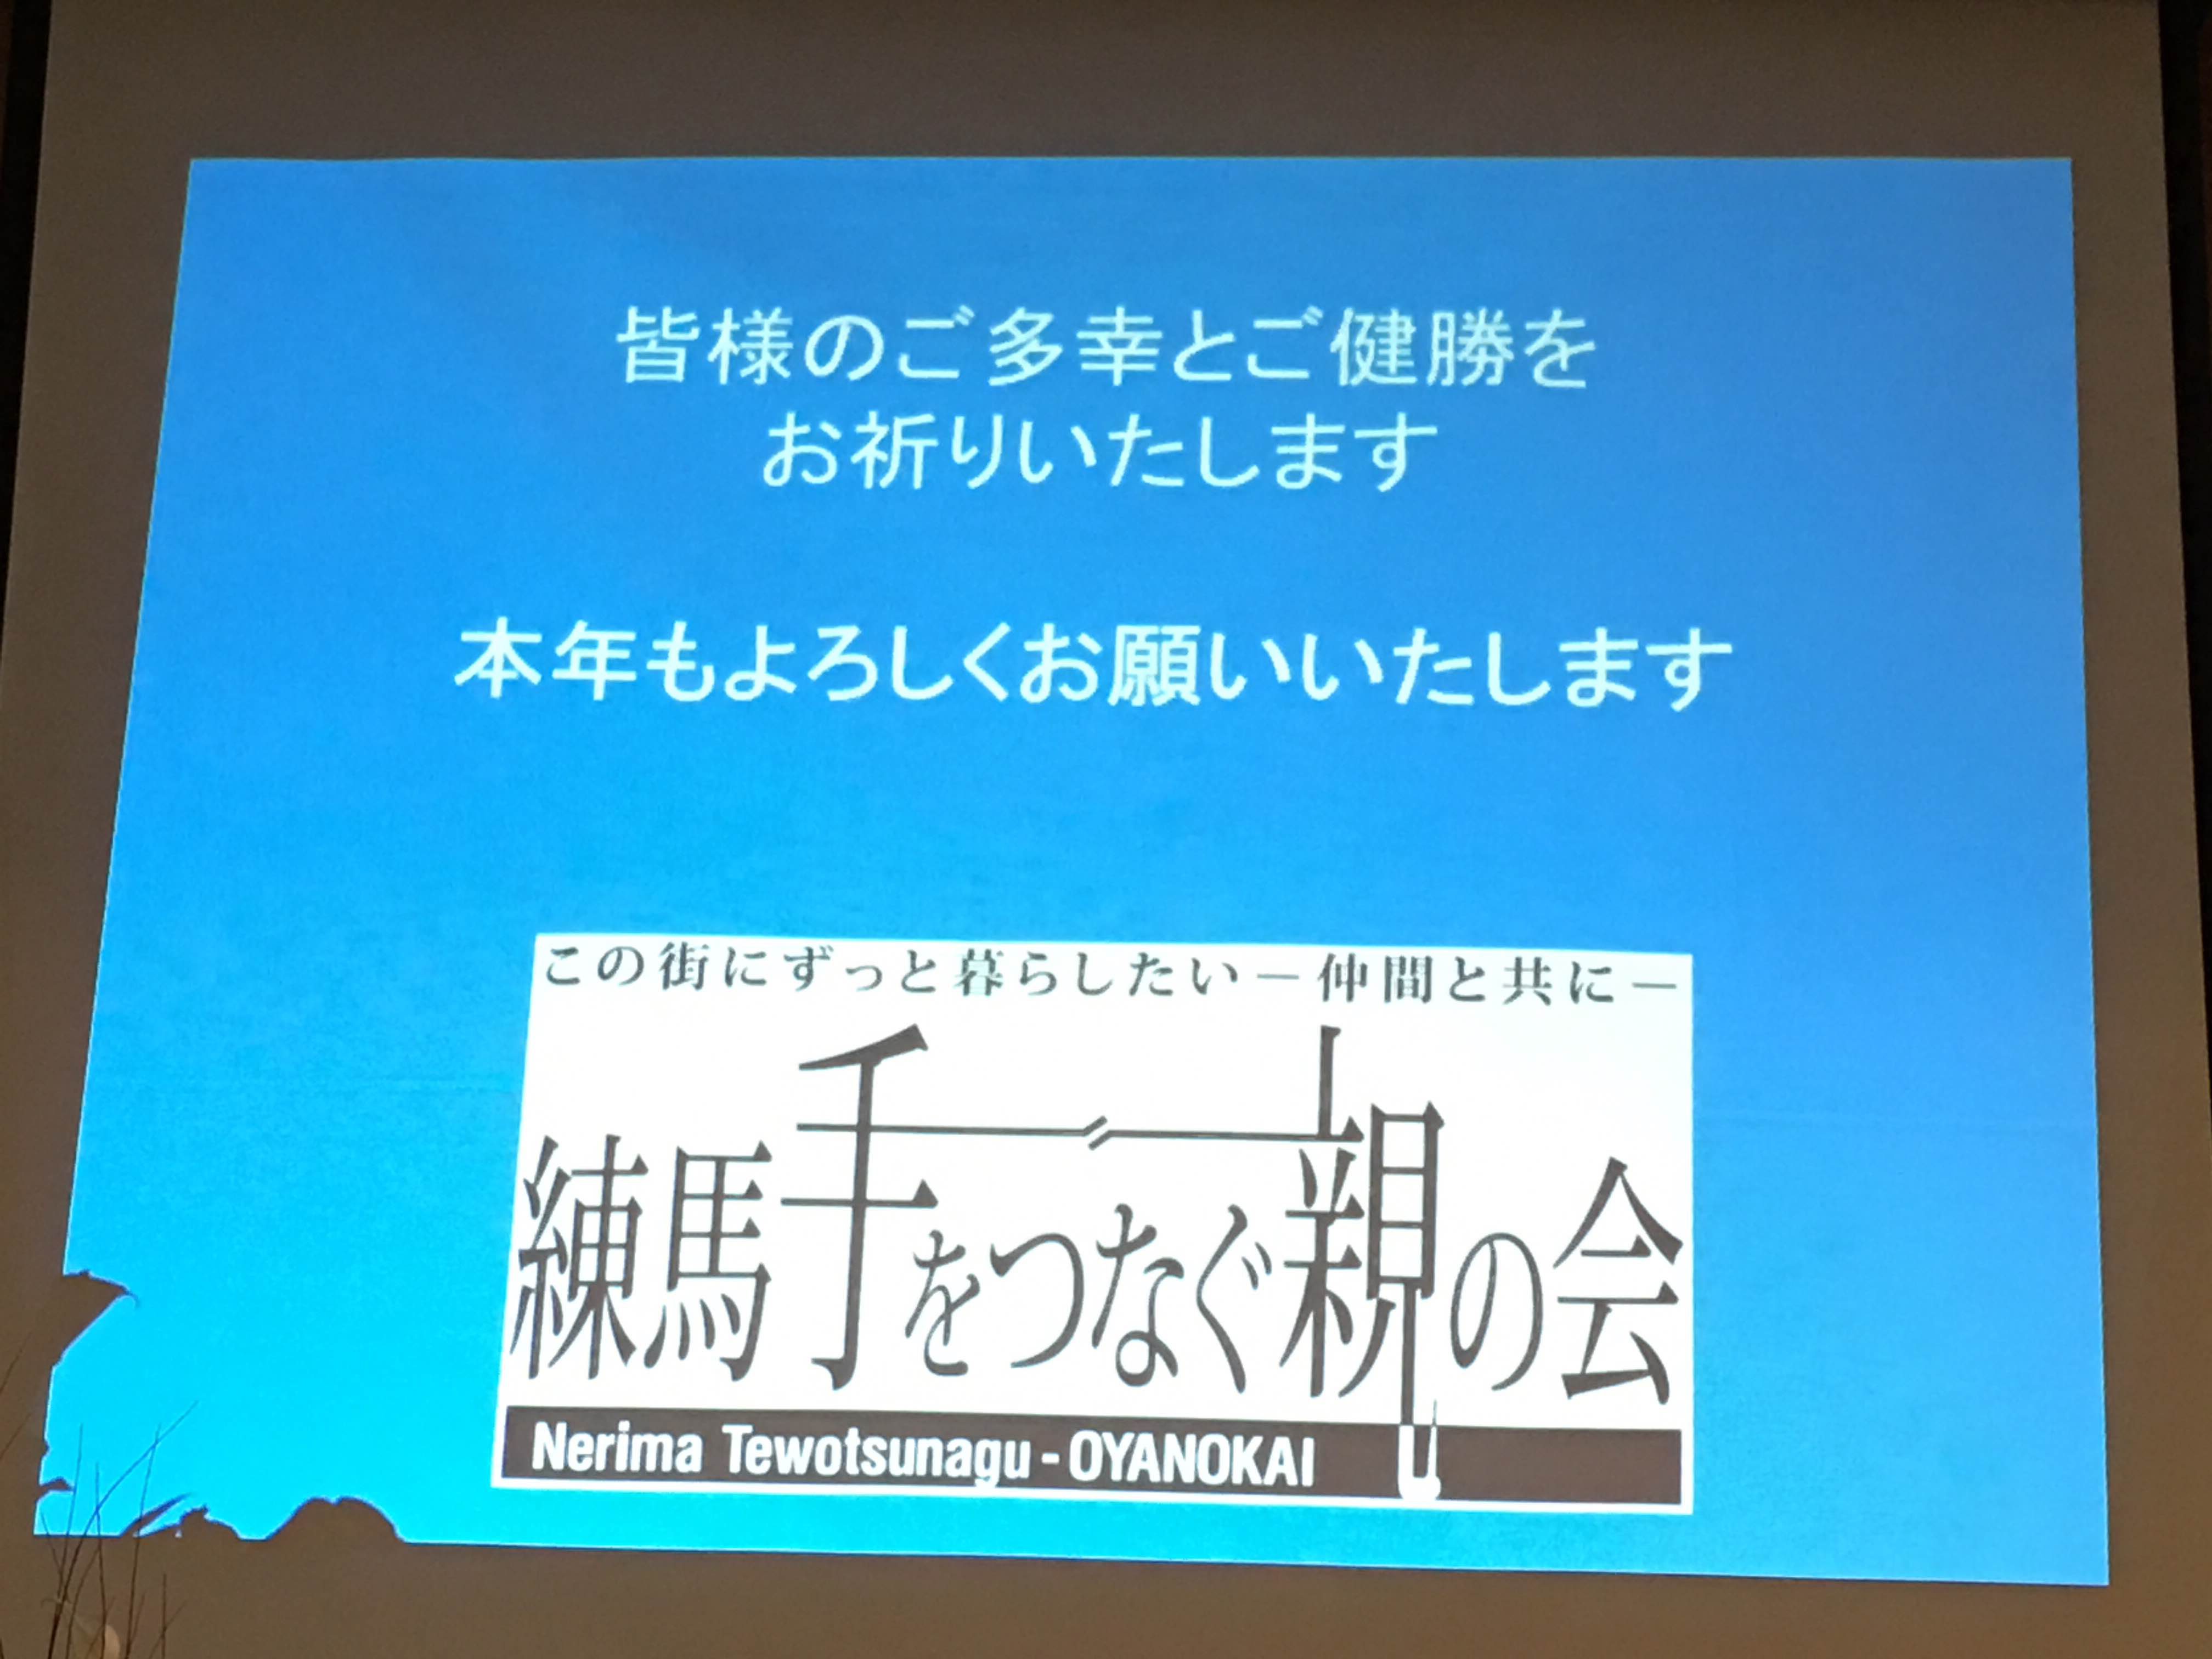 皆様のご多幸とご健勝を
お祈りいたします
本年もよろしくお願いいたします
この街にずっと暮らしたい－仲間と共に－
練馬手をつなぐ親の会
Nerima Tewotsunagu - OYANOKAI